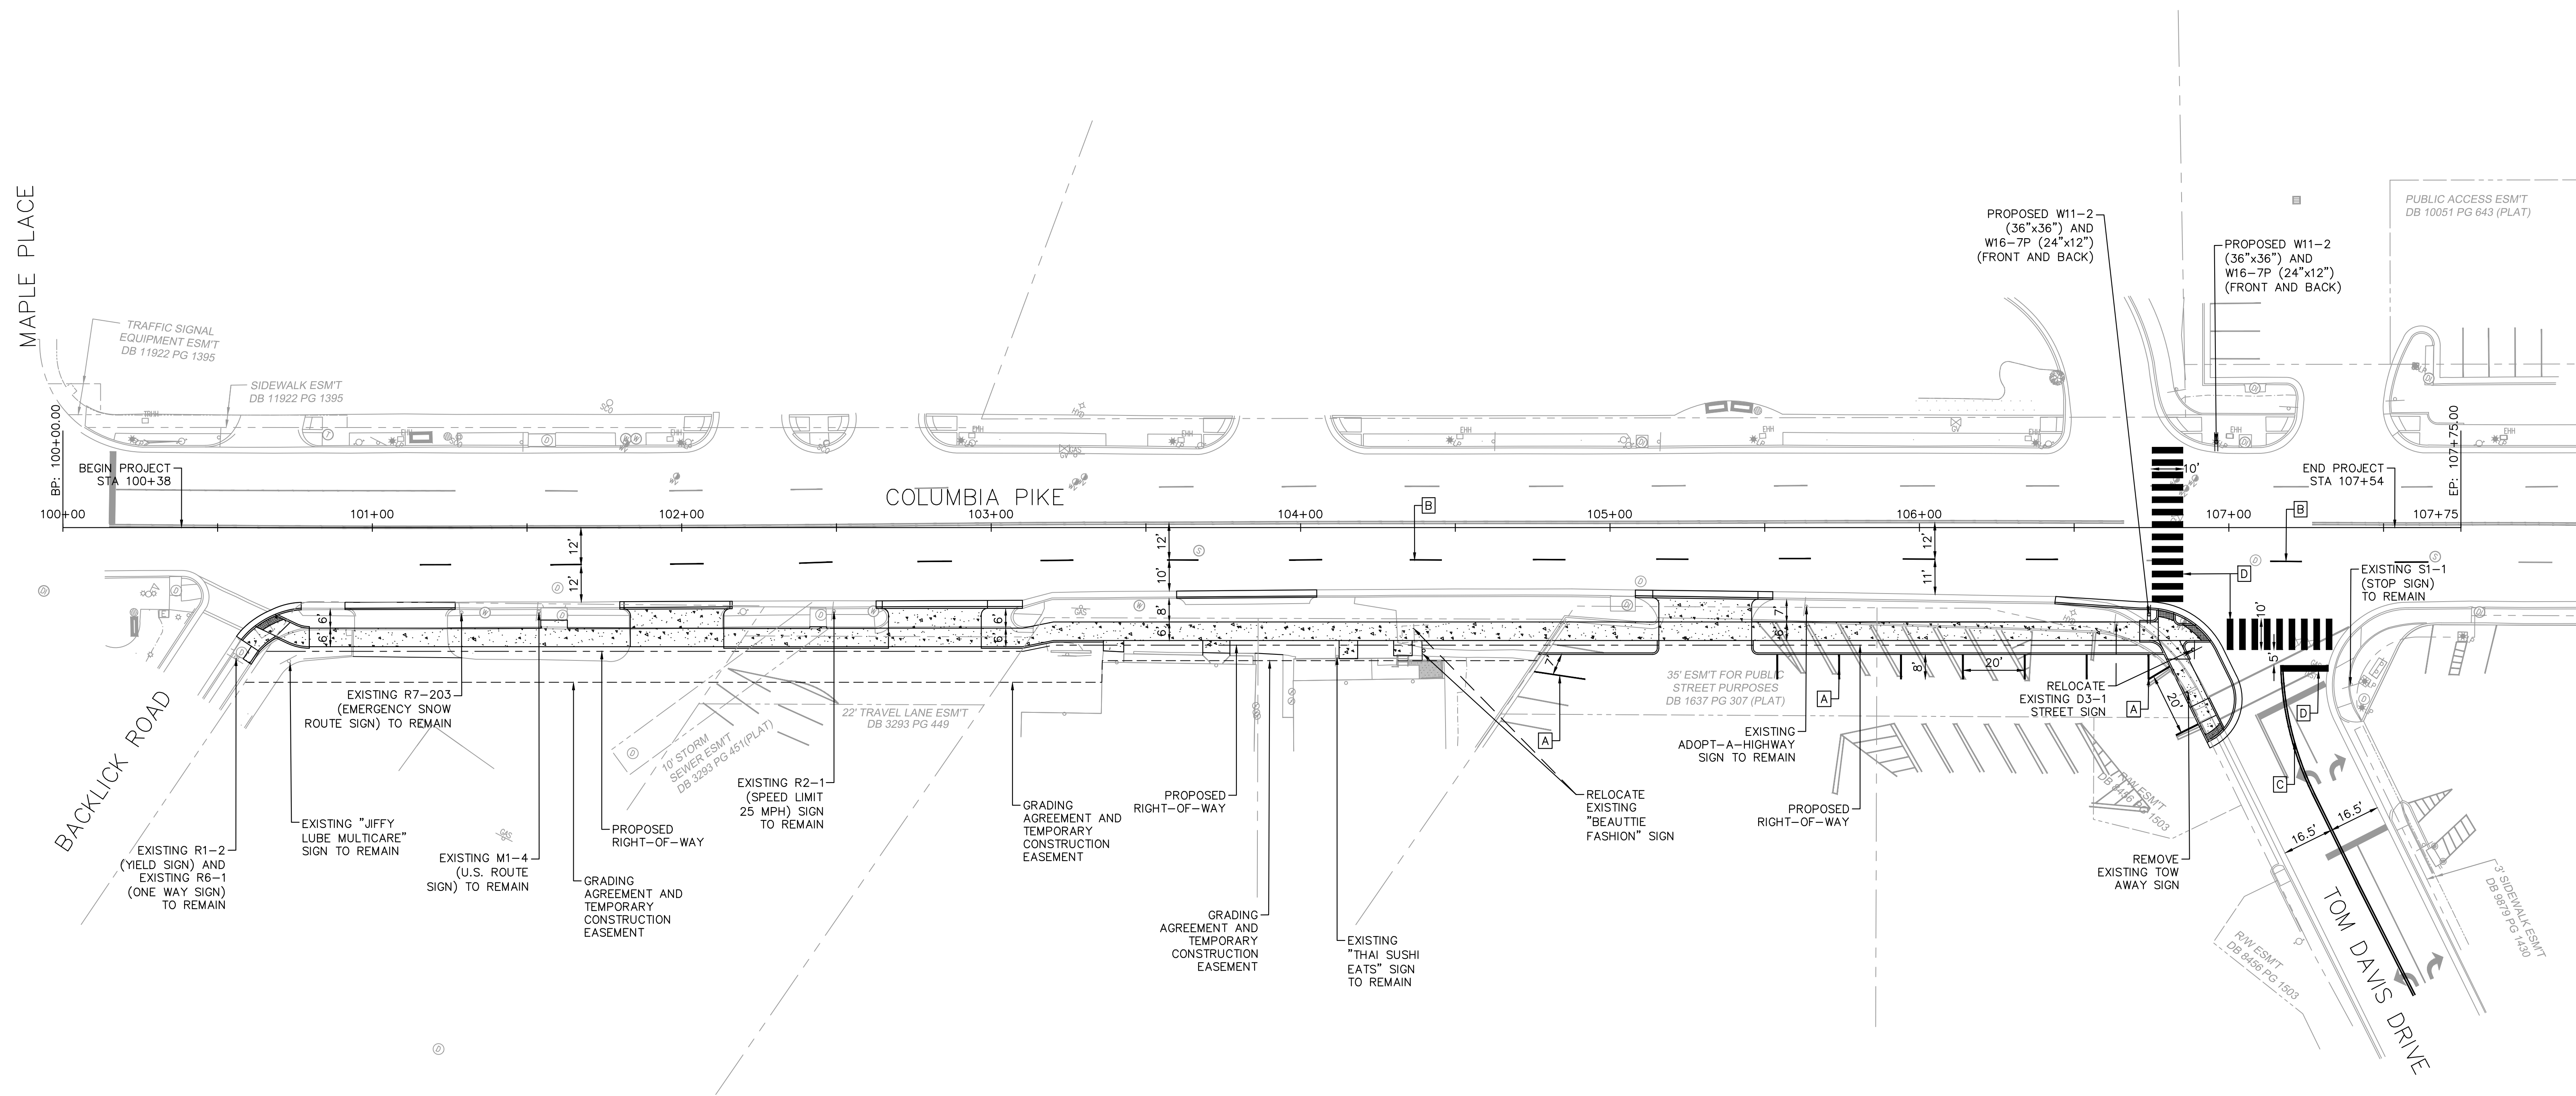 MAPLE PLACE
TRAFFIC SIGNAL
EQUIPMENT ESM'T
DB 11922 PG 1395
SIDEWALK ESM'T
DB 11922 PG 1395
BP: 100+00.00
BEGIN PROJECT
STA 100+38
COLUMBIA PIKE
100+00
101+00
102+00
103+00
104+00
105+00
106+00
107+00
107+75
PROPOSED W11-2
(36"x36") AND
W16-7P (24"x12")
(FRONT AND BACK)
PROPOSED W11-2
(36"x36") AND
W16-7P (24"x12")
(FRONT AND BACK)
PUBLIC ACCESS ESM'T
DB 10051 PG 643 (PLAT)
END PROJECT
STA 107+54
EP: 107+75.00
10'
B
B
D
D
12'
12'
12'
10'
12'
11'
6'
6'
6'
6'
8'
6'
7'
6'
7'
8'
20'
20'
10'
5'
A
A
A
C
16.5'
16.5'
EXISTING S1-1
(STOP SIGN)
TO REMAIN
BACKLICK ROAD
EXISTING R1-2
(YIELD SIGN) AND
EXISTING R6-1
(ONE WAY SIGN)
TO REMAIN
EXISTING "JIFFY
LUBE MULTICARE"
SIGN TO REMAIN
EXISTING R7-203
(EMERGENCY SNOW
ROUTE SIGN) TO REMAIN
EXISTING M1-4
(U.S. ROUTE
SIGN) TO REMAIN
GRADING
AGREEMENT AND
TEMPORARY
CONSTRUCTION
EASEMENT
PROPOSED
RIGHT-OF-WAY
10' STORM
SEWER ESM'T
DB 3293 PG 451(PLAT)
EXISTING R2-1
(SPEED LIMIT
25 MPH) SIGN
TO REMAIN
22' TRAVEL LANE ESM'T
DB 3293 PG 449
GRADING
AGREEMENT AND
TEMPORARY
CONSTRUCTION
EASEMENT
PROPOSED
RIGHT-OF-WAY
GRADING
AGREEMENT AND
TEMPORARY
CONSTRUCTION
EASEMENT
EXISTING
"THAI SUSHI
EATS" SIGN
TO REMAIN
RELOCATE
EXISTING
"BEAUTTIE
FASHION" SIGN
35' ESM'T FOR PUBLIC
STREET PURPOSES
DB 1637 PG 307 (PLAT)
EXISTING
ADOPT-A-HIGHWAY
SIGN TO REMAIN
PROPOSED
RIGHT-OF-WAY
RELOCATE
EXISTING D3-1
STREET SIGN
REMOVE
EXISTING TOW
AWAY SIGN
R/W ESM'T
DB 8456 PG 1503
R/W ESM'T
DB 8456 PG 1503
3' SIDEWALK ESM'T
DB 9879 PG 1430
TOM DAVIS DRIVE